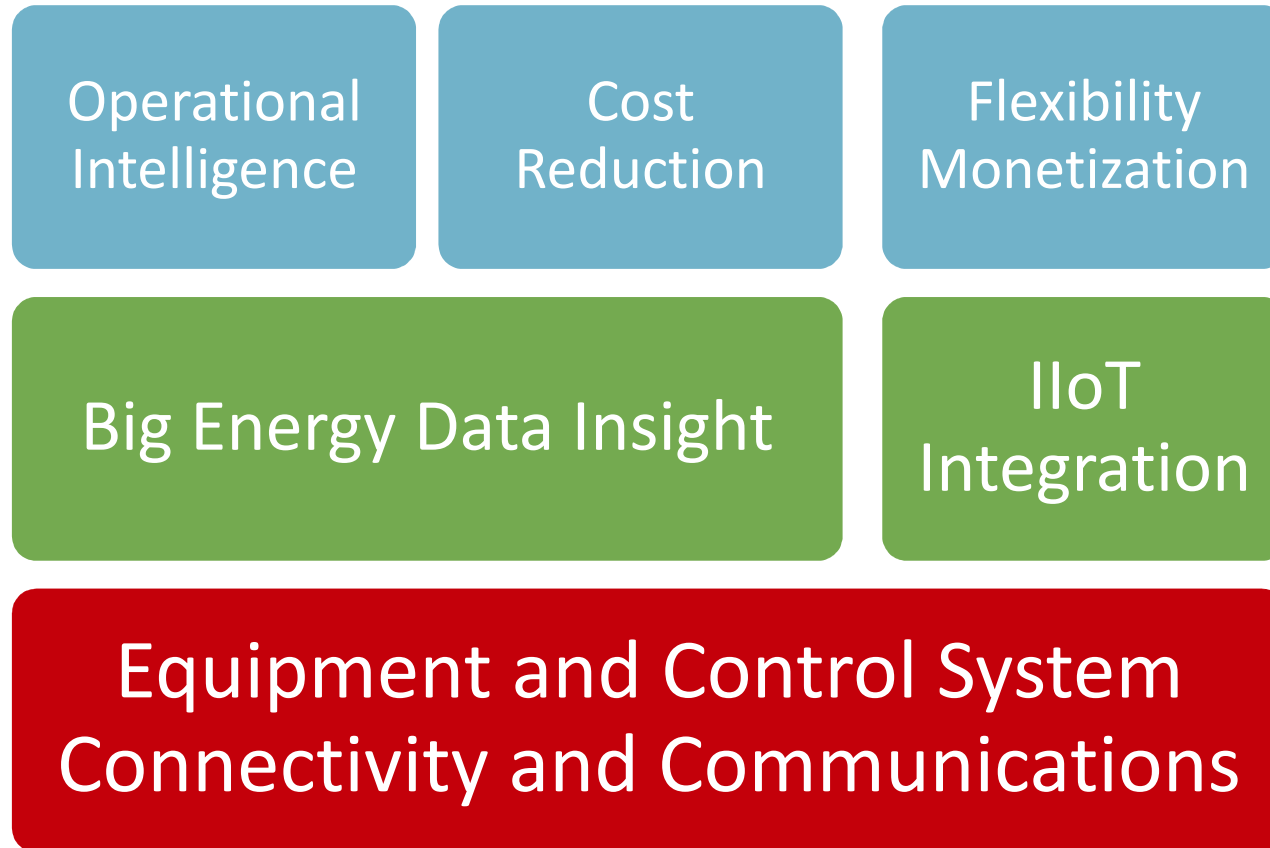 Operational
Intelligence
Cost
Reduction
Flexibility
Monetization
Big Energy Data Insight
IIoT
Integration
Equipment and Control System
Connectivity and Communications